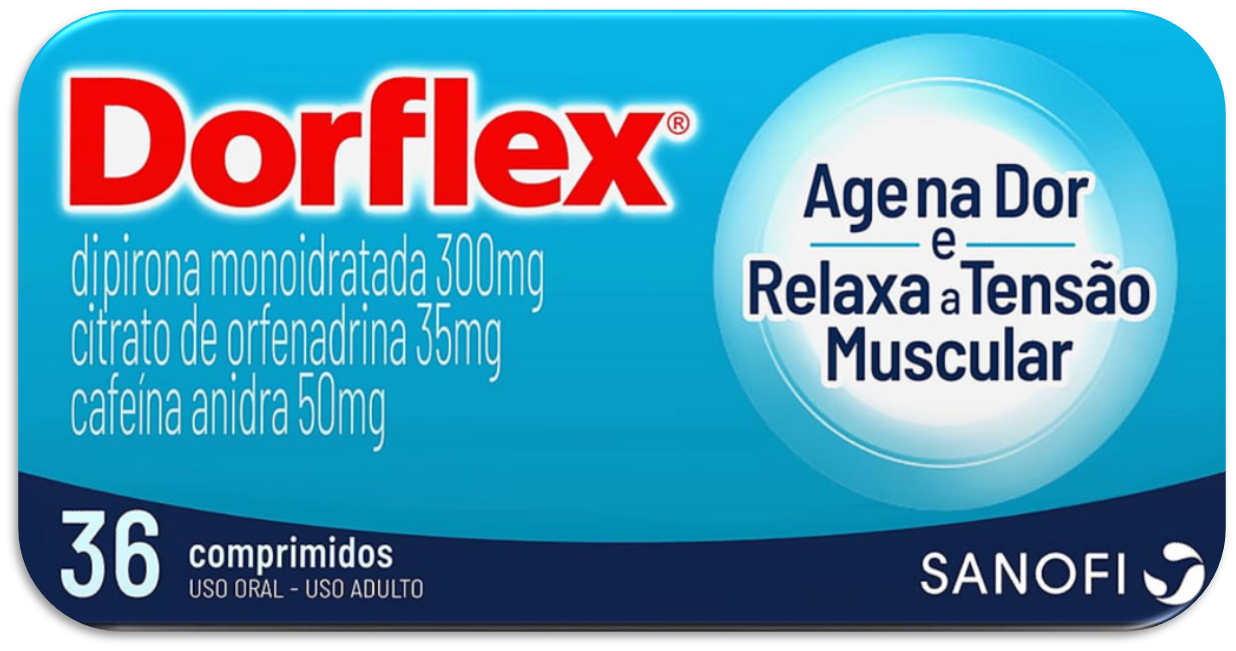 Dorflex®
dipirona monoidratada 300mg
citrato de orfenadrina 35mg
cafeína anidra 50mg
Age na Dor
e
Relaxa a Tensão
Muscular
36 comprimidos
USO ORAL - USO ADULTO
SANOFI